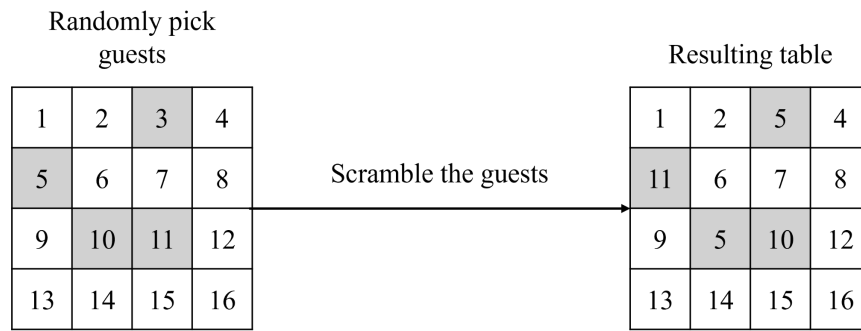 Randomly pick
guests
Resulting table
1 2 3 4
5 6 7 8
9 10 11 12
13 14 15 16
Scramble the guests
1 2 5 4
11 6 7 8
9 5 10 12
13 14 15 16